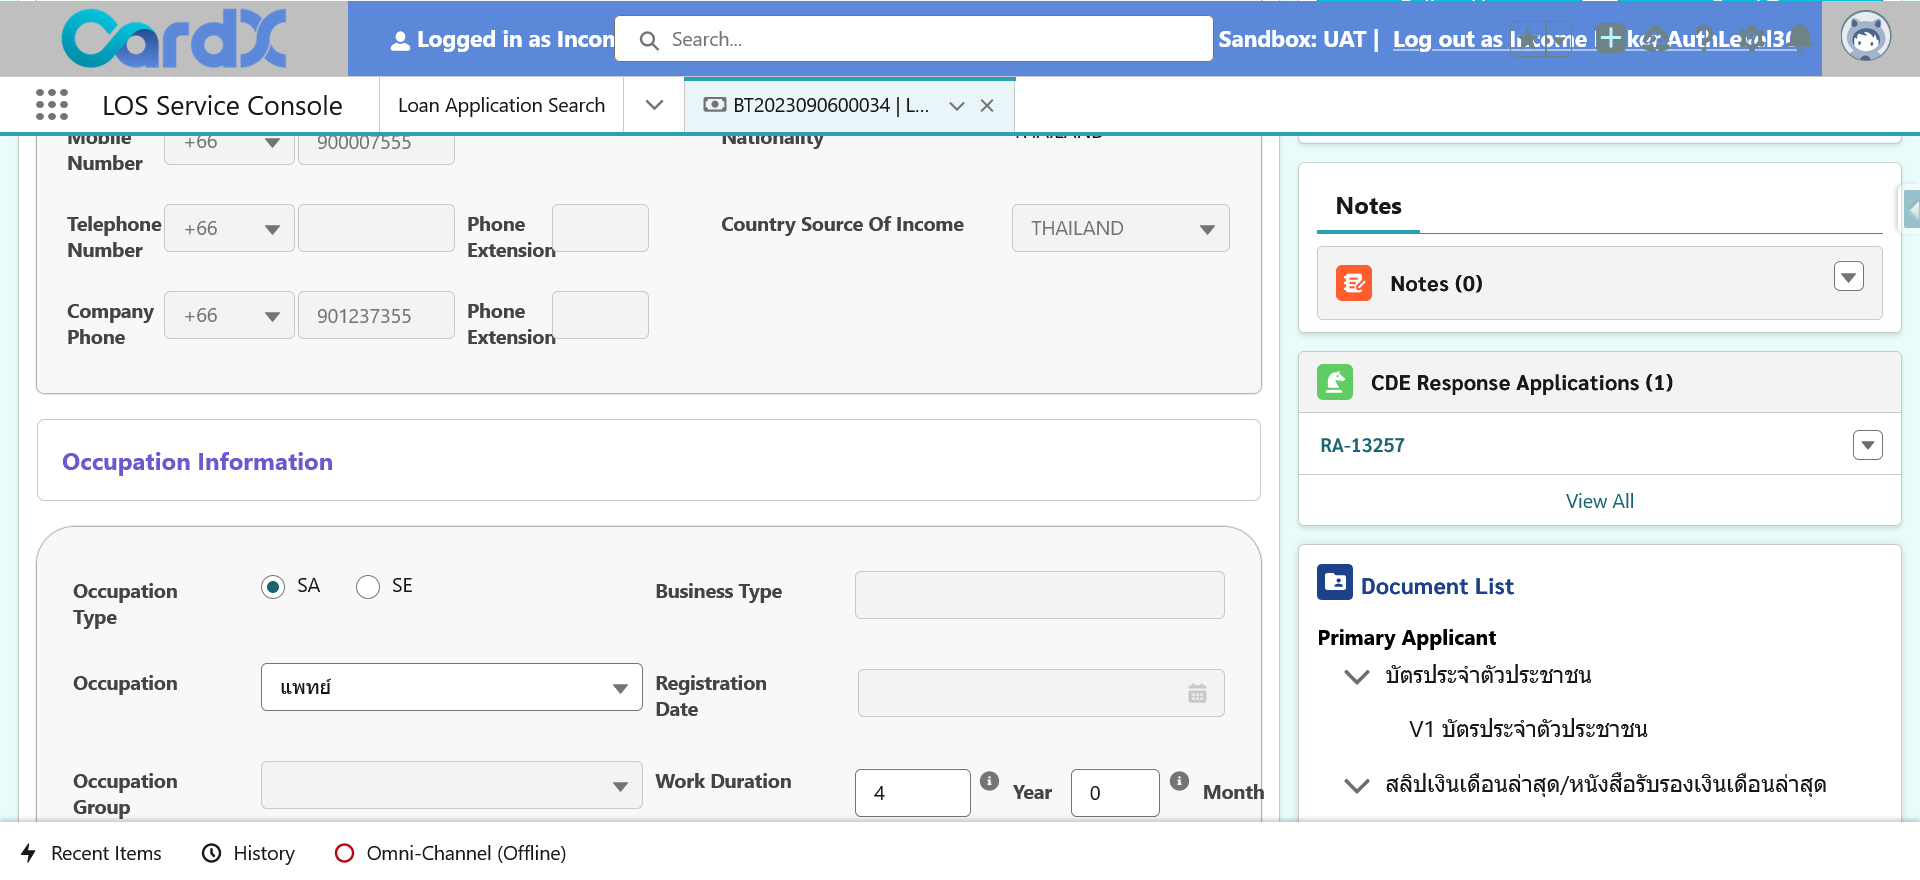 CardX
Logged in as Incom
Search...
Sandbox: UAT |
Log out as Income
AuthLevel30
LOS Service Console
Loan Application Search
BT2023090600034 | L...
Mobile
Number
+66
900007555
Nationality
THAILAND
Telephone
Number
+66
Phone
Extension
Country Source Of Income
THAILAND
Company
Phone
+66
901237355
Phone
Extension
Occupation Information
Occupation
Type
SA
SE
Business Type
Occupation
แพทย์
Registration
Date
Occupation
Group
Work Duration
4
Year
0
Month
Notes
Notes (0)
CDE Response Applications (1)
RA-13257
View All
Document List
Primary Applicant
บัตรประจำตัวประชาชน
V1 บัตรประจำตัวประชาชน
สลิปเงินเดือนล่าสุด/หนังสือรับรองเงินเดือนล่าสุด
Recent Items
History
Omni-Channel (Offline)